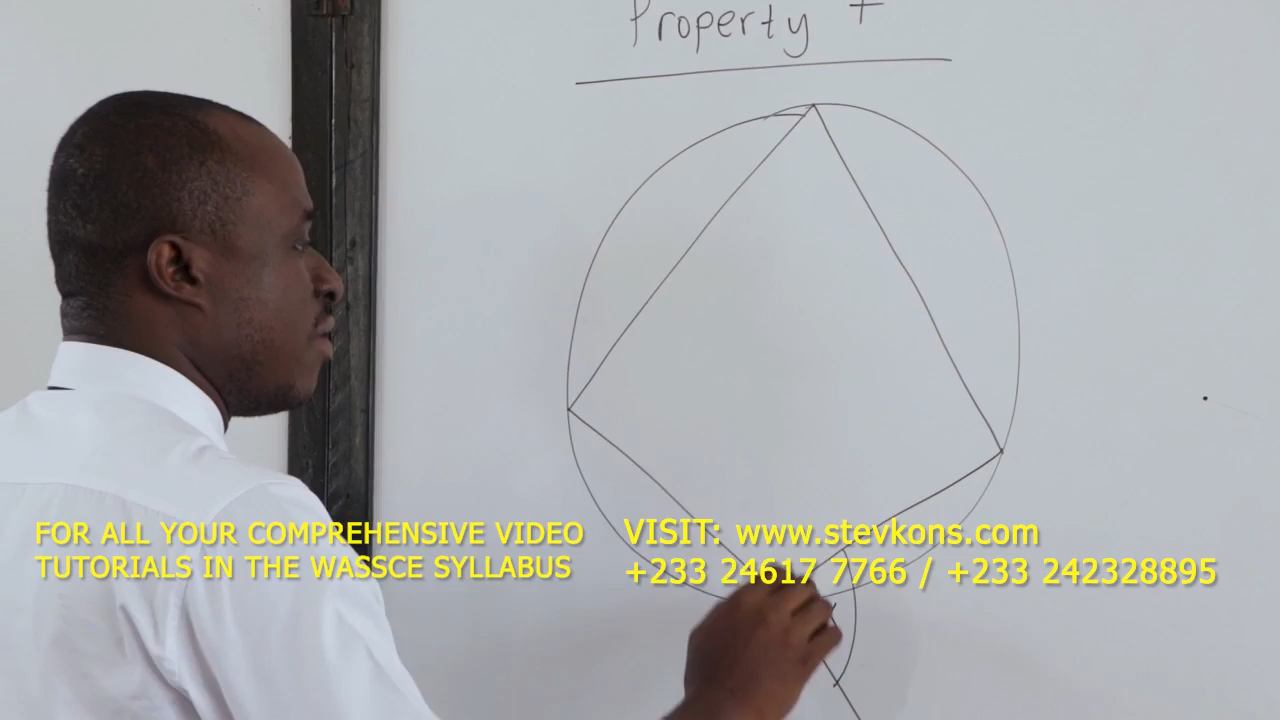 Property
FOR ALL YOUR COMPREHENSIVE VIDEO
TUTORIALS IN THE WASSCE SYLLABUS
VISIT: www.stevkons.com
+233 24617 7766 / +233 242328895